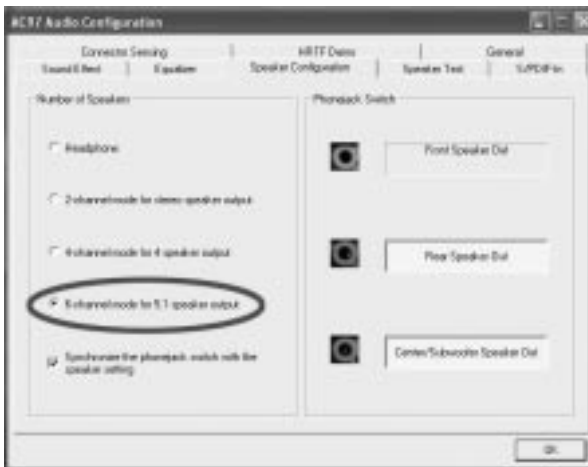 AC97 Audio Configuration
Connector Sensing
HRTF Demo
General
Sound Effect
Equalizer
Speaker Configuration
Speaker Test
S/PDIF-In
Number of Speakers
Headphone
2-channel mode for stereo speaker output
4-channel mode for 4 speaker output
6-channel mode for 5.1 speaker output
Synchronize the phonejack switch with the
speaker setting
Phonejack Switch
Front Speaker Out
Rear Speaker Out
Center/Subwoofer Speaker Out
OK